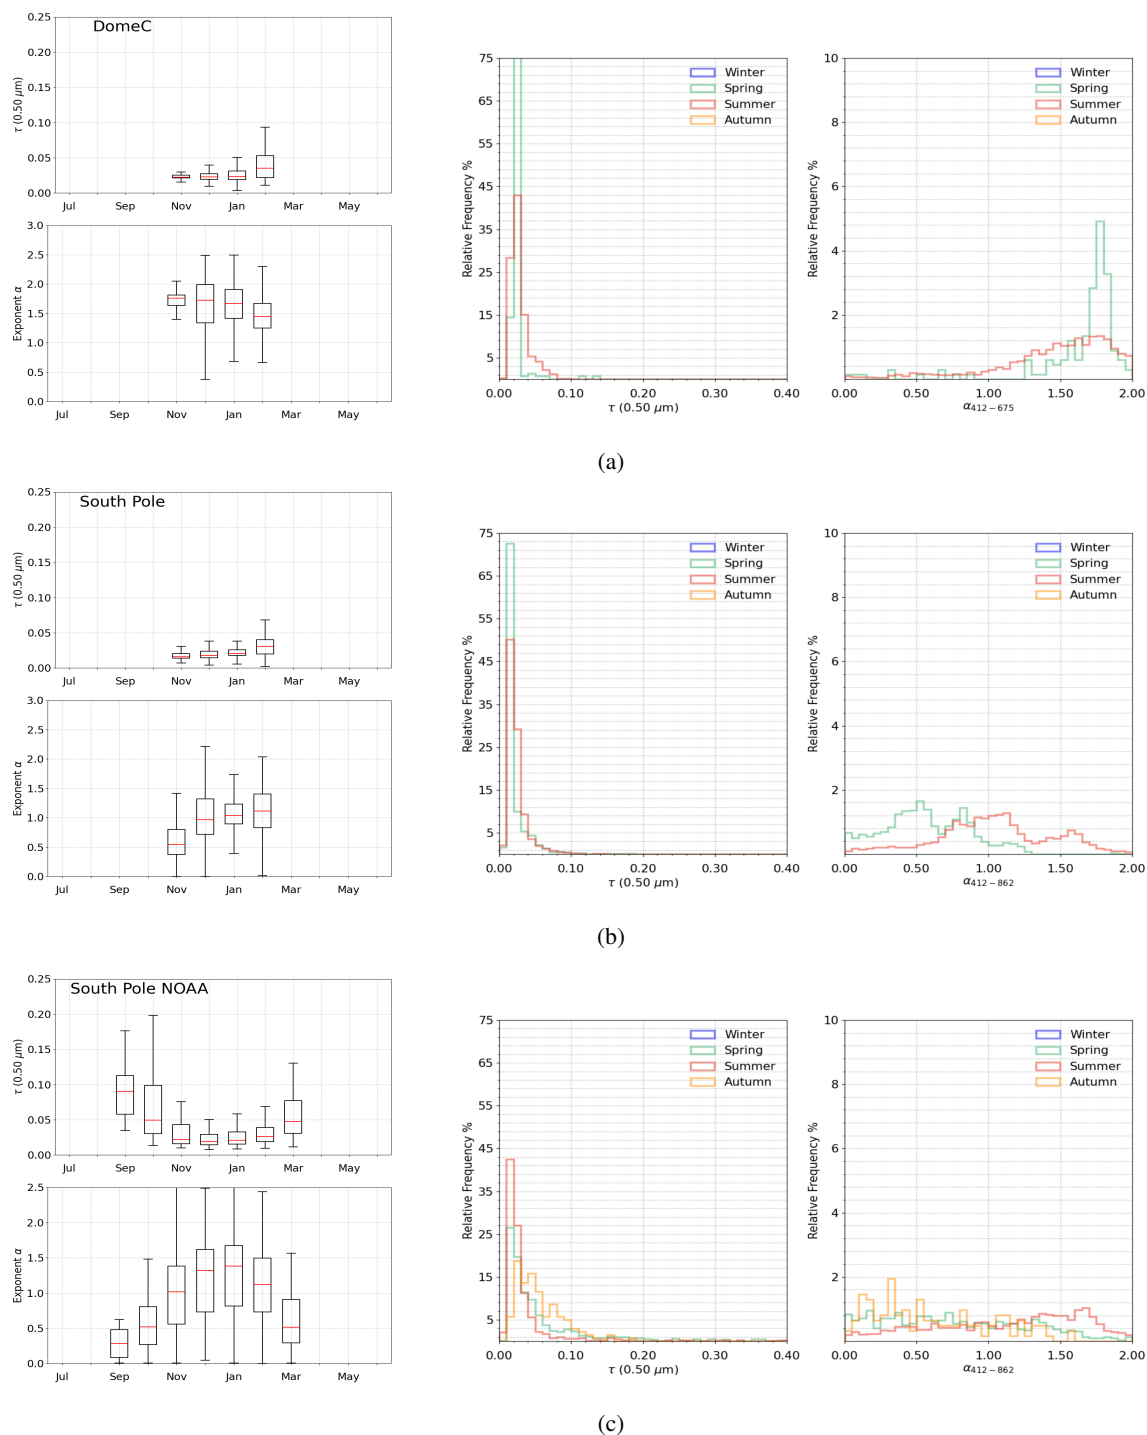 DomeC
0.25
0.20
0.15
0.10
0.05
0.00
τ (0.50 μm)
Jul Sep Nov Jan Mar May
3.0
2.5
2.0
1.5
1.0
0.5
0.0
Exponent α
Jul Sep Nov Jan Mar May
75
65
55
45
35
25
15
5
Relative Frequency %
Winter
Spring
Summer
Autumn
0.00 0.10 0.20 0.30 0.40
τ (0.50 μm)
10
8
6
4
2
Relative Frequency %
Winter
Spring
Summer
Autumn
0.00 0.50 1.00 1.50 2.00
α412−675
(a)
South Pole
0.25
0.20
0.15
0.10
0.05
0.00
τ (0.50 μm)
Jul Sep Nov Jan Mar May
3.0
2.5
2.0
1.5
1.0
0.5
0.0
Exponent α
Jul Sep Nov Jan Mar May
75
65
55
45
35
25
15
5
Relative Frequency %
Winter
Spring
Summer
Autumn
0.00 0.10 0.20 0.30 0.40
τ (0.50 μm)
10
8
6
4
2
Relative Frequency %
Winter
Spring
Summer
Autumn
0.00 0.50 1.00 1.50 2.00
α412−862
(b)
South Pole NOAA
0.25
0.20
0.15
0.10
0.05
0.00
τ (0.50 μm)
Jul Sep Nov Jan Mar May
2.5
2.0
1.5
1.0
0.5
0.0
Exponent α
Jul Sep Nov Jan Mar May
75
65
55
45
35
25
15
5
Relative Frequency %
Winter
Spring
Summer
Autumn
0.00 0.10 0.20 0.30 0.40
τ (0.50 μm)
10
8
6
4
2
Relative Frequency %
Winter
Spring
Summer
Autumn
0.00 0.50 1.00 1.50 2.00
α412−862
(c)